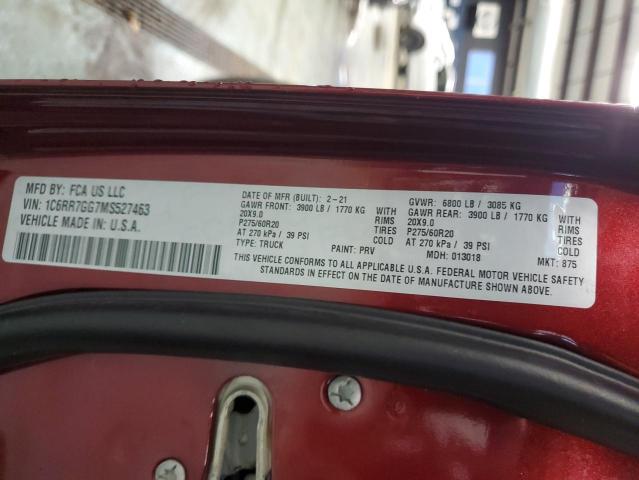 MFD BY: FCA US LLC
VIN: 1C6RR7GG7MS527463
VEHICLE MADE IN: U.S.A.
DATE OF MFR (BUILT): 2-21
GAWR FRONT: 3900 LB / 1770 KG WITH
20X9.0 RIMS
P275/60R20 TIRES
AT 270 kPa / 39 PSI COLD
TYPE: TRUCK PAINT: PRV
GVWR: 6800 LB / 3085 KG
GAWR REAR: 3900 LB / 1770 KG WITH
20X9.0 RIMS
P275/60R20 TIRES
AT 270 kPa / 39 PSI COLD
MDH: 013018 MKT: 875
THIS VEHICLE CONFORMS TO ALL APPLICABLE U.S.A. FEDERAL MOTOR VEHICLE SAFETY
STANDARDS IN EFFECT ON THE DATE OF MANUFACTURE SHOWN ABOVE.